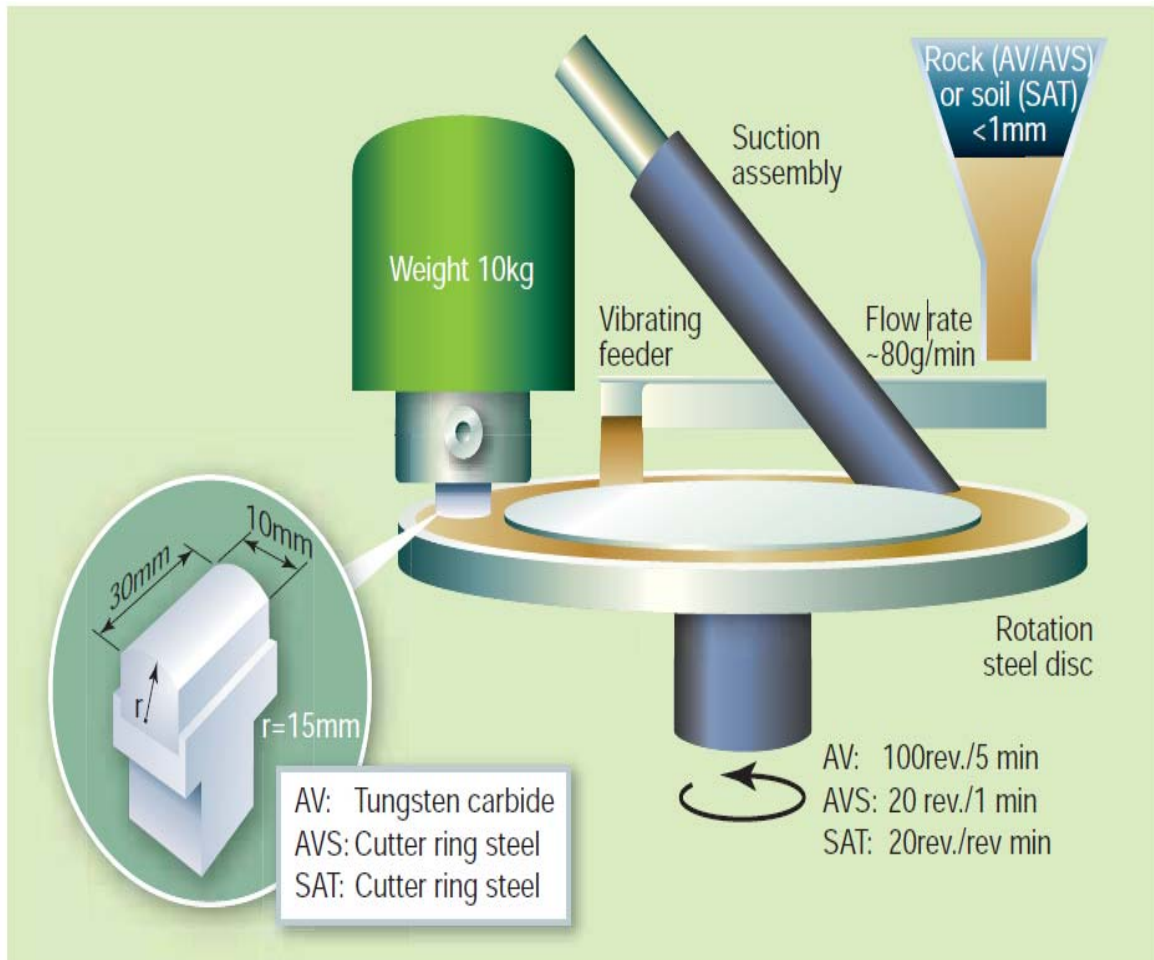 Rock (AV/AVS)
or soil (SAT)
<1mm
Suction
assembly
Weight 10kg
Vibrating
feeder
Flow rate
~80g/min
10mm
30mm
r
r=15mm
Rotation
steel disc
AV: Tungsten carbide
AVS: Cutter ring steel
SAT: Cutter ring steel
AV: 100rev./5 min
AVS: 20 rev./1 min
SAT: 20rev./rev min